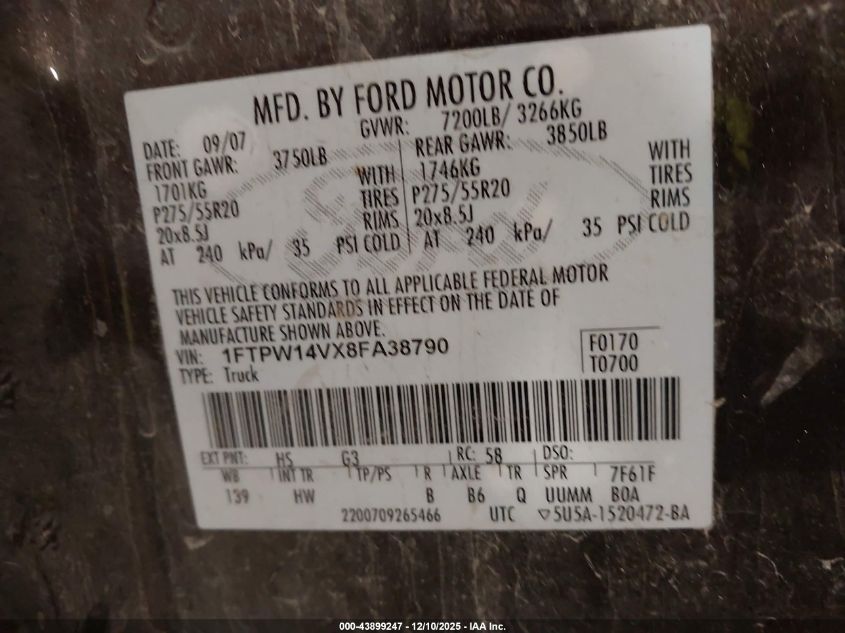 MFD. BY FORD MOTOR CO.
DATE: 09/07 GVWR: 7200LB/ 3266KG
FRONT GAWR: 3750LB REAR GAWR: 3850LB
1701KG WITH 1746KG WITH
P275/55R20 TIRES P275/55R20 TIRES
20x8.5J RIMS 20x8.5J RIMS
AT 240 kPa/ 35 PSI COLD AT 240 kPa/ 35 PSI COLD
THIS VEHICLE CONFORMS TO ALL APPLICABLE FEDERAL MOTOR
VEHICLE SAFETY STANDARDS IN EFFECT ON THE DATE OF
MANUFACTURE SHOWN ABOVE.
VIN: 1FTPW14VX8FA38790 F0170
TYPE: Truck T0700
EXT PNT: HS G3 RC: 58 DSO:
WB INT TR TP/PS R AXLE TR SPR 7F61F
139 HW B B6 Q UUMM BOA
2200709265466 UTC ▽5U5A-1520472-BA
000-43899247 - 12/10/2025 - IAA Inc.